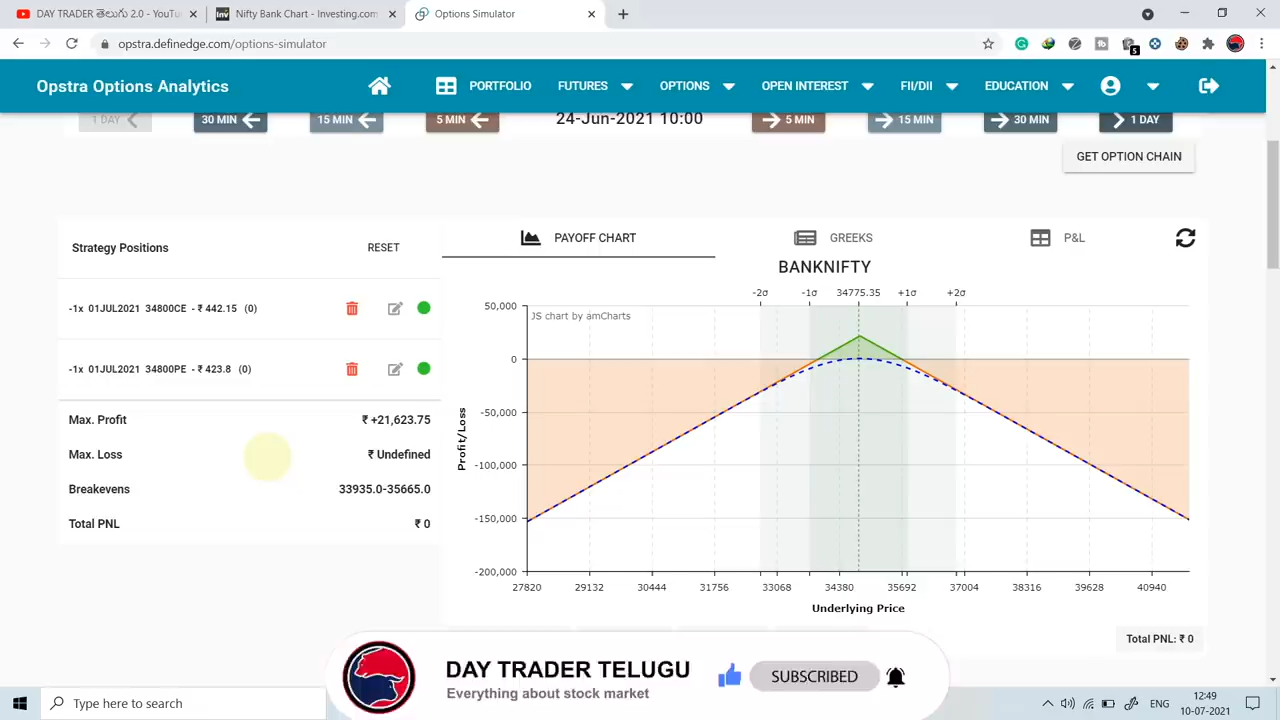 DAY TRADER తెలుగు 2.0 - YouTu
Nifty Bank Chart - Investing.com
Options Simulator
opstra.definedge.com/options-simulator
5
Opstra Options Analytics
PORTFOLIO
FUTURES
OPTIONS
OPEN INTEREST
FII/DII
EDUCATION
1 DAY
30 MIN
15 MIN
5 MIN
24-Jun-2021 10:00
5 MIN
15 MIN
30 MIN
1 DAY
GET OPTION CHAIN
Strategy Positions
RESET
-1x 01JUL2021 34800CE - ₹ 442.15 (0)
-1x 01JUL2021 34800PE - ₹ 423.8 (0)
Max. Profit ₹ +21,623.75
Max. Loss ₹ Undefined
Breakevens 33935.0-35665.0
Total PNL ₹ 0
PAYOFF CHART
GREEKS
P&L
BANKNIFTY
-2σ -1σ 34775.35 +1σ +2σ
JS chart by amCharts
50,000
0
-50,000
-100,000
-150,000
-200,000
Profit/Loss
27820 29132 30444 31756 33068 34380 35692 37004 38316 39628 40940
Underlying Price
Total PNL: ₹ 0
DAY TRADER TELUGU
Everything about stock market
SUBSCRIBED
Type here to search
ENG
12:49
10-07-2021